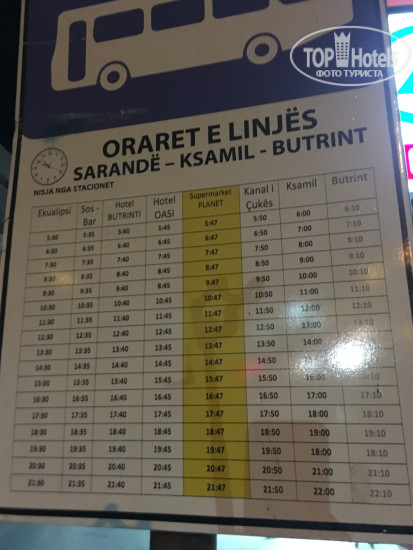 TOPHotels
ФОТО ТУРИСТА
ORARET E LINJËS
SARANDË – KSAMIL - BUTRINT
NISJA NGA STACIONET
Ekualipsi Sos - Bar Hotel BUTRINTI Hotel OASI Supermarket PLANET Kanali i Çukës Ksamil Butrint
5:30 5:35 5:40 5:45 5:47 5:50 6:00 6:10
6:30 6:35 6:40 6:45 6:47 6:50 7:00 7:10
7:30 7:35 7:40 7:45 7:47 7:50 8:00 8:10
8:30 8:35 8:40 8:45 8:47 8:50 9:00 9:10
9:30 9:35 9:40 9:45 9:47 9:50 10:00 10:10
10:30 10:35 10:40 10:45 10:47 10:50 11:00 11:10
11:30 11:35 11:40 11:45 11:47 11:50 12:00 12:10
12:30 12:35 12:40 12:45 12:47 12:50 13:00 13:10
13:30 13:35 13:40 13:45 13:47 13:50 14:00
14:30 14:35 14:40 14:45 14:47 14:50
15:30 15:35 15:40 15:45 15:47 15:50 16:00
16:30 16:35 16:40 16:45 16:47 16:50 17:00 17:10
17:30 17:35 17:40 17:45 17:47 17:50 18:00 18:10
18:30 18:35 18:40 18:45 18:47 18:50 19:00 19:10
19:30 19:35 19:40 19:45 19:47 19:50 20:00 20:10
20:30 20:35 20:40 20:45 20:47 20:50 21:00 21:10
21:30 21:35 21:40 21:45 21:47 21:50 22:00 22:10